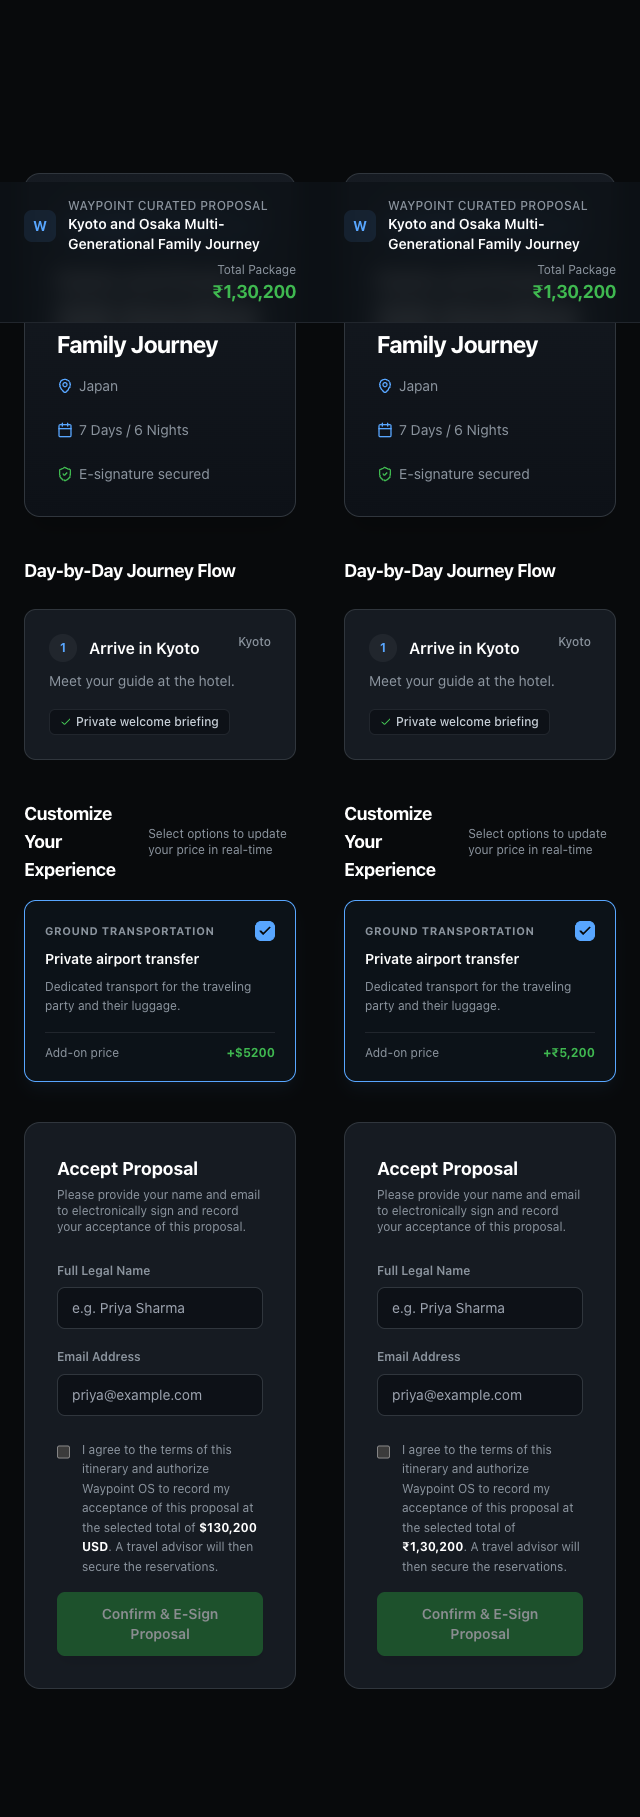 W
WAYPOINT CURATED PROPOSAL
Kyoto and Osaka Multi-
Generational Family Journey
Total Package
₹1,30,200
Family Journey
Japan
7 Days / 6 Nights
E-signature secured
Day-by-Day Journey Flow
1
Arrive in Kyoto
Kyoto
Meet your guide at the hotel.
Private welcome briefing
Customize
Your
Experience
Select options to update
your price in real-time
GROUND TRANSPORTATION
Private airport transfer
Dedicated transport for the traveling
party and their luggage.
Add-on price
+$5200
Accept Proposal
Please provide your name and email
to electronically sign and record
your acceptance of this proposal.
Full Legal Name
e.g. Priya Sharma
Email Address
priya@example.com
I agree to the terms of this
itinerary and authorize
Waypoint OS to record my
acceptance of this proposal at
the selected total of $130,200
USD. A travel advisor will then
secure the reservations.
Confirm & E-Sign
Proposal
W
WAYPOINT CURATED PROPOSAL
Kyoto and Osaka Multi-
Generational Family Journey
Total Package
₹1,30,200
Family Journey
Japan
7 Days / 6 Nights
E-signature secured
Day-by-Day Journey Flow
1
Arrive in Kyoto
Kyoto
Meet your guide at the hotel.
Private welcome briefing
Customize
Your
Experience
Select options to update
your price in real-time
GROUND TRANSPORTATION
Private airport transfer
Dedicated transport for the traveling
party and their luggage.
Add-on price
+₹5,200
Accept Proposal
Please provide your name and email
to electronically sign and record
your acceptance of this proposal.
Full Legal Name
e.g. Priya Sharma
Email Address
priya@example.com
I agree to the terms of this
itinerary and authorize
Waypoint OS to record my
acceptance of this proposal at
the selected total of
₹1,30,200. A travel advisor will
then secure the reservations.
Confirm & E-Sign
Proposal